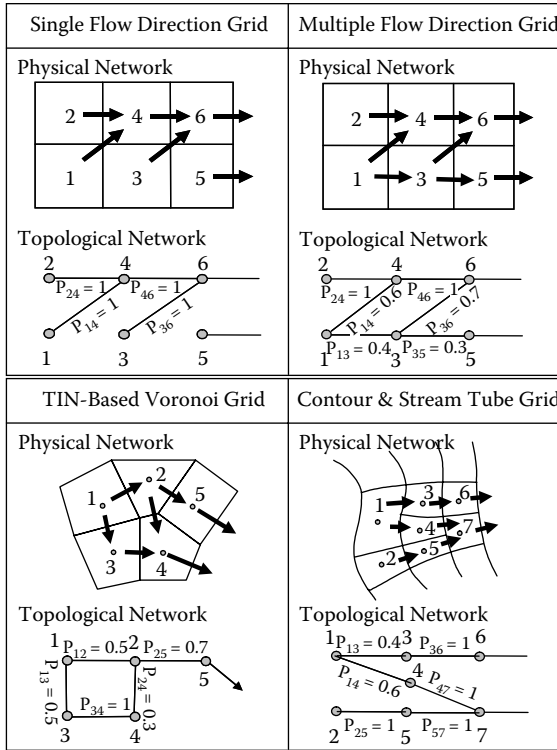 Single Flow Direction Grid
Physical Network
2 4 6
1 3 5
Topological Network
2 4 6
P24 = 1 P46 = 1
P14 = 1 P36 = 1
1 3 5
Multiple Flow Direction Grid
Physical Network
2 4 6
1 3 5
Topological Network
2 4 6
P24 = 1 P46 = 1
P14 = 0.6 P36 = 0.7
P13 = 0.4 P35 = 0.3
1 3 5
TIN-Based Voronoi Grid
Physical Network
1 2 5
3 4
Topological Network
1 2
P12 = 0.5 P25 = 0.7
5
P13 = 0.5
P24 = 0.3
P34 = 1
3 4
Contour & Stream Tube Grid
Physical Network
1 3 6
4 7
2 5
Topological Network
1 3 6
P13 = 0.4 P36 = 1
4
P14 = 0.6 P47 = 1
P25 = 1 P57 = 1
2 5 7